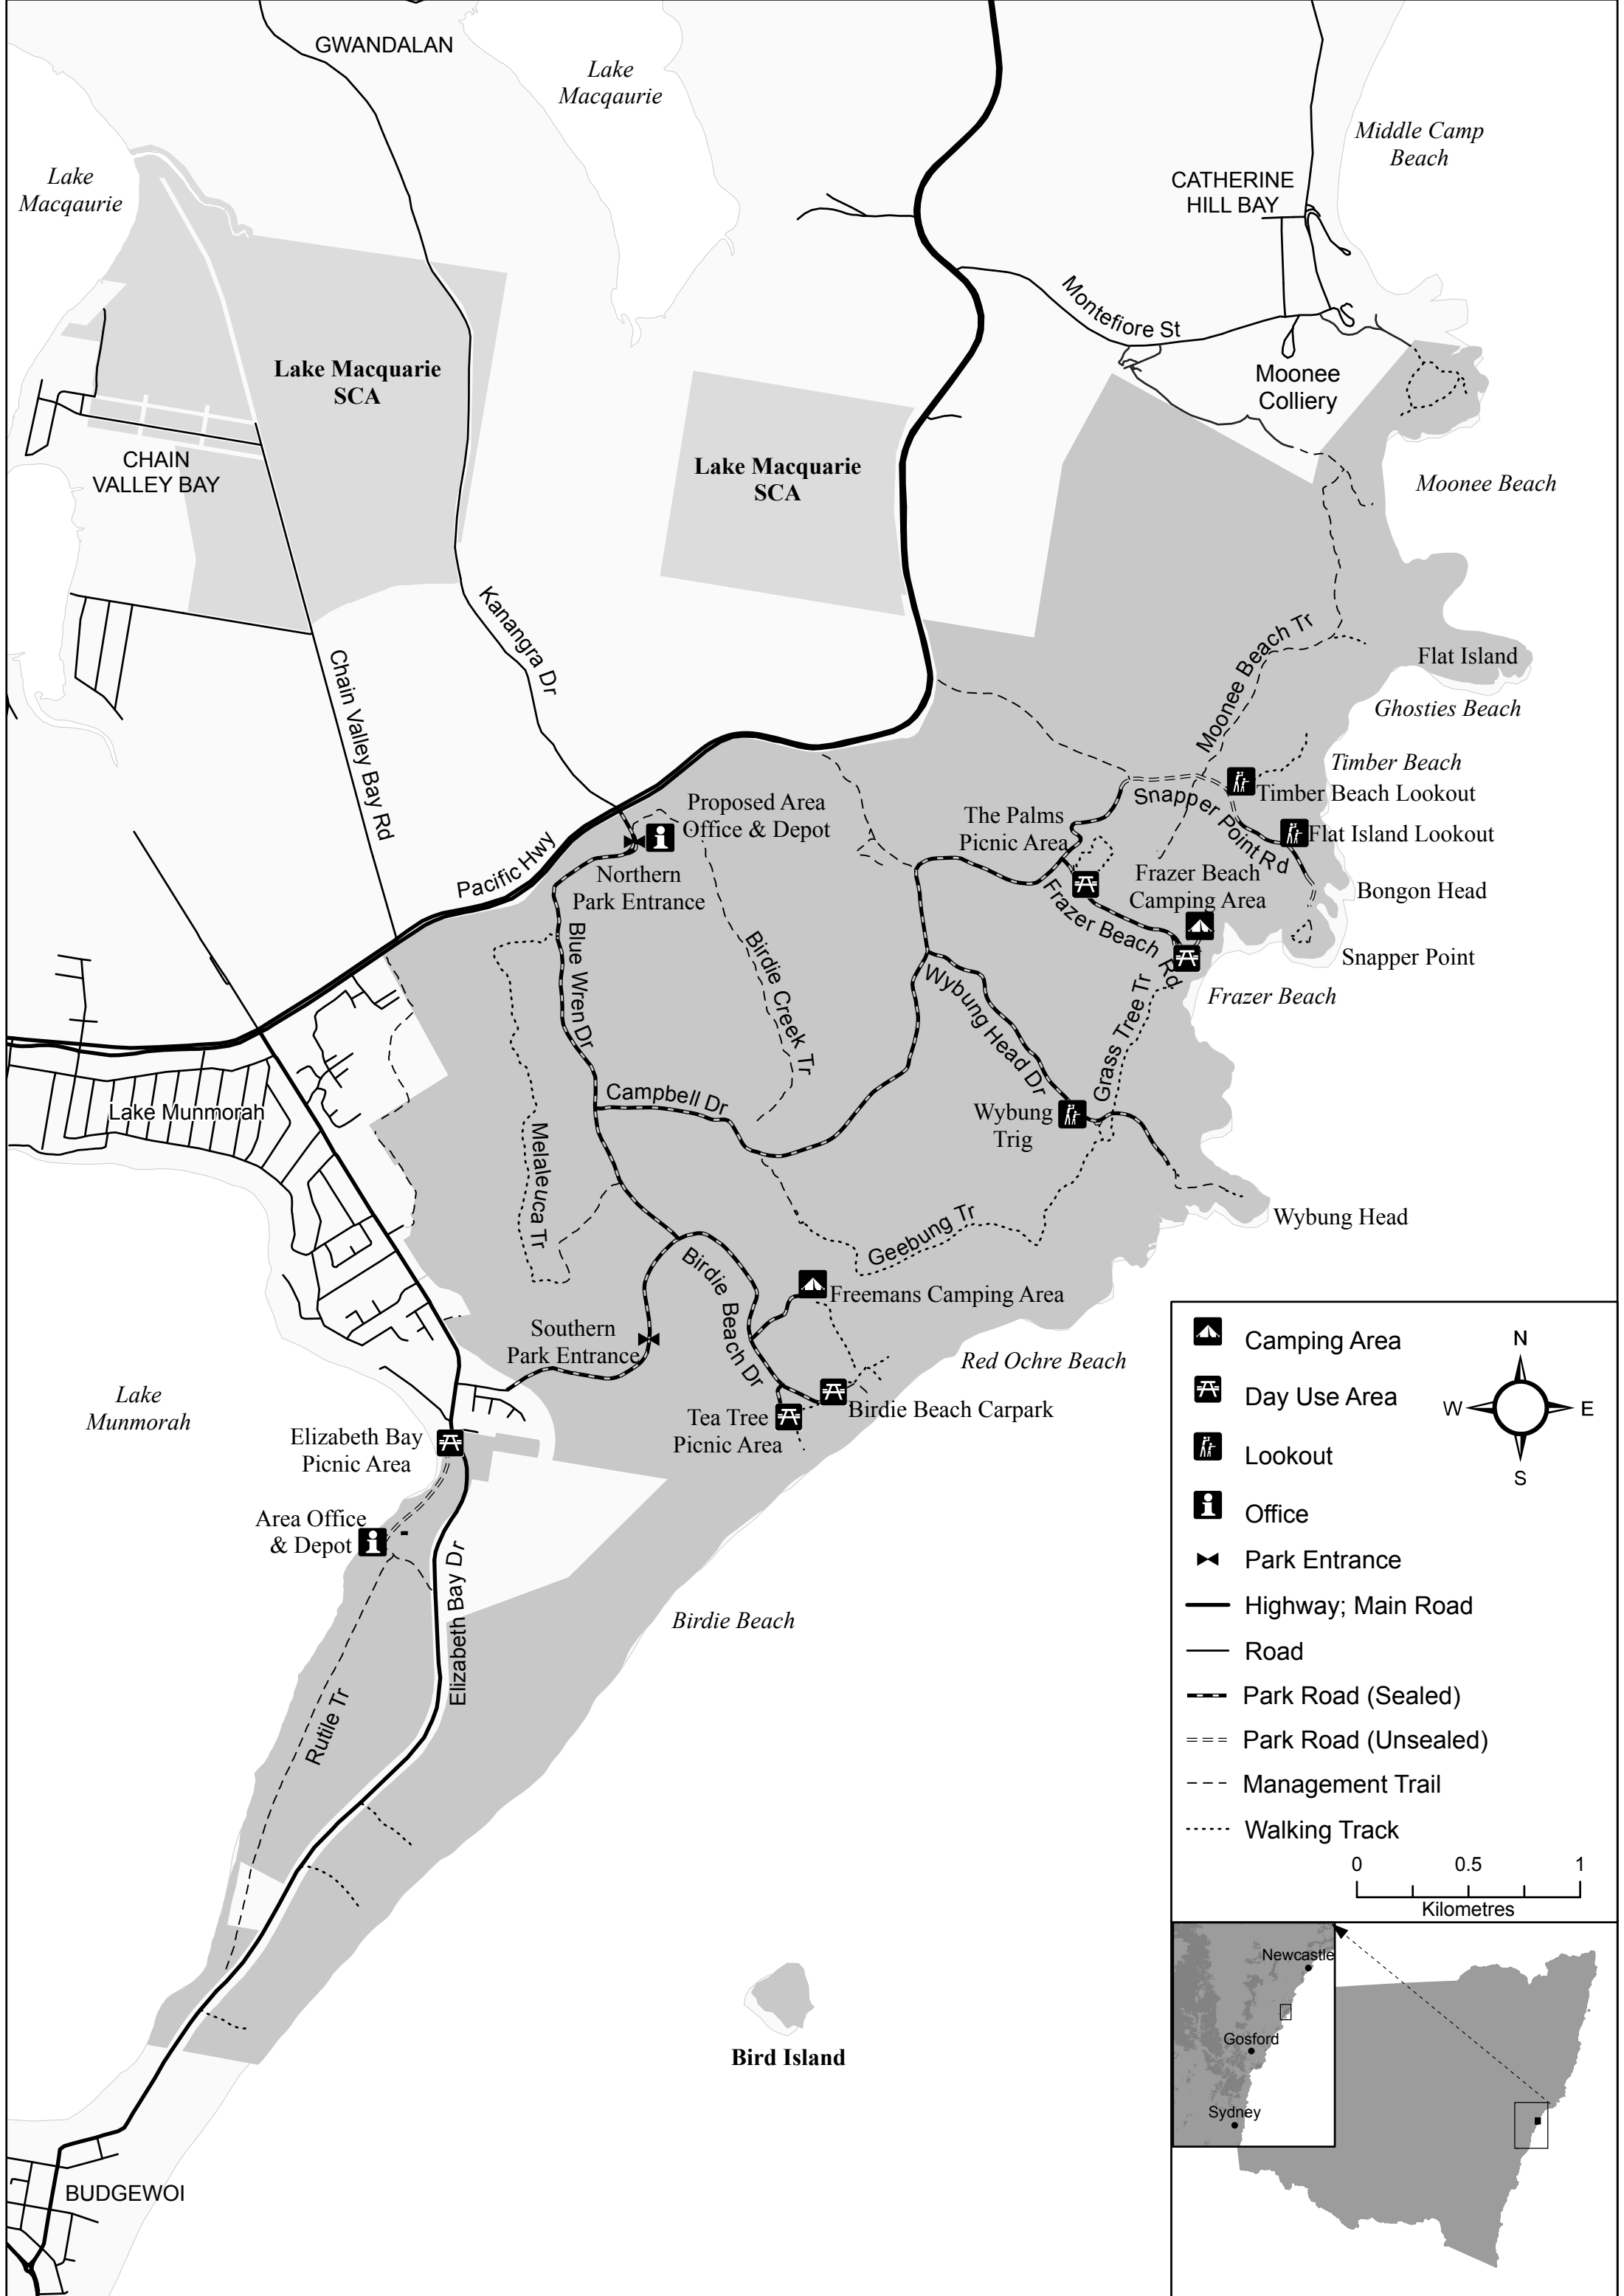 GWANDALAN
Lake
Macqaurie
Middle Camp
Beach
Lake
Macqaurie
CATHERINE
HILL BAY
Montefiore St
Lake Macquarie
SCA
Moonee
Colliery
CHAIN
VALLEY BAY
Lake Macquarie
SCA
Moonee Beach
Kanangra Dr
Moonee Beach Tr
Flat Island
Chain Valley Bay Rd
Ghosties Beach
Timber Beach
Timber Beach Lookout
Snapper Point Rd
Proposed Area
Office & Depot
The Palms
Picnic Area
Flat Island Lookout
Pacific Hwy
Northern
Park Entrance
Frazer Beach
Camping Area
Bongon Head
Frazer Beach Rd
Blue Wren Dr
Birdie Creek Tr
Snapper Point
Wybung Head Dr
Grass Tree Tr
Frazer Beach
Lake Munmorah
Campbell Dr
Wybung
Trig
Melaleuca Tr
Geebung Tr
Wybung Head
Birdie Beach Dr
Freemans Camping Area
Southern
Park Entrance
Red Ochre Beach
Lake
Munmorah
Birdie Beach Carpark
Tea Tree
Picnic Area
Elizabeth Bay
Picnic Area
Area Office
& Depot
Elizabeth Bay Dr
Birdie Beach
Rutile Tr
Bird Island
BUDGEWOI
Camping Area
Day Use Area
Lookout
Office
Park Entrance
Highway; Main Road
Road
Park Road (Sealed)
Park Road (Unsealed)
Management Trail
Walking Track
N
W E
S
0 0.5 1
Kilometres
Newcastle
Gosford
Sydney